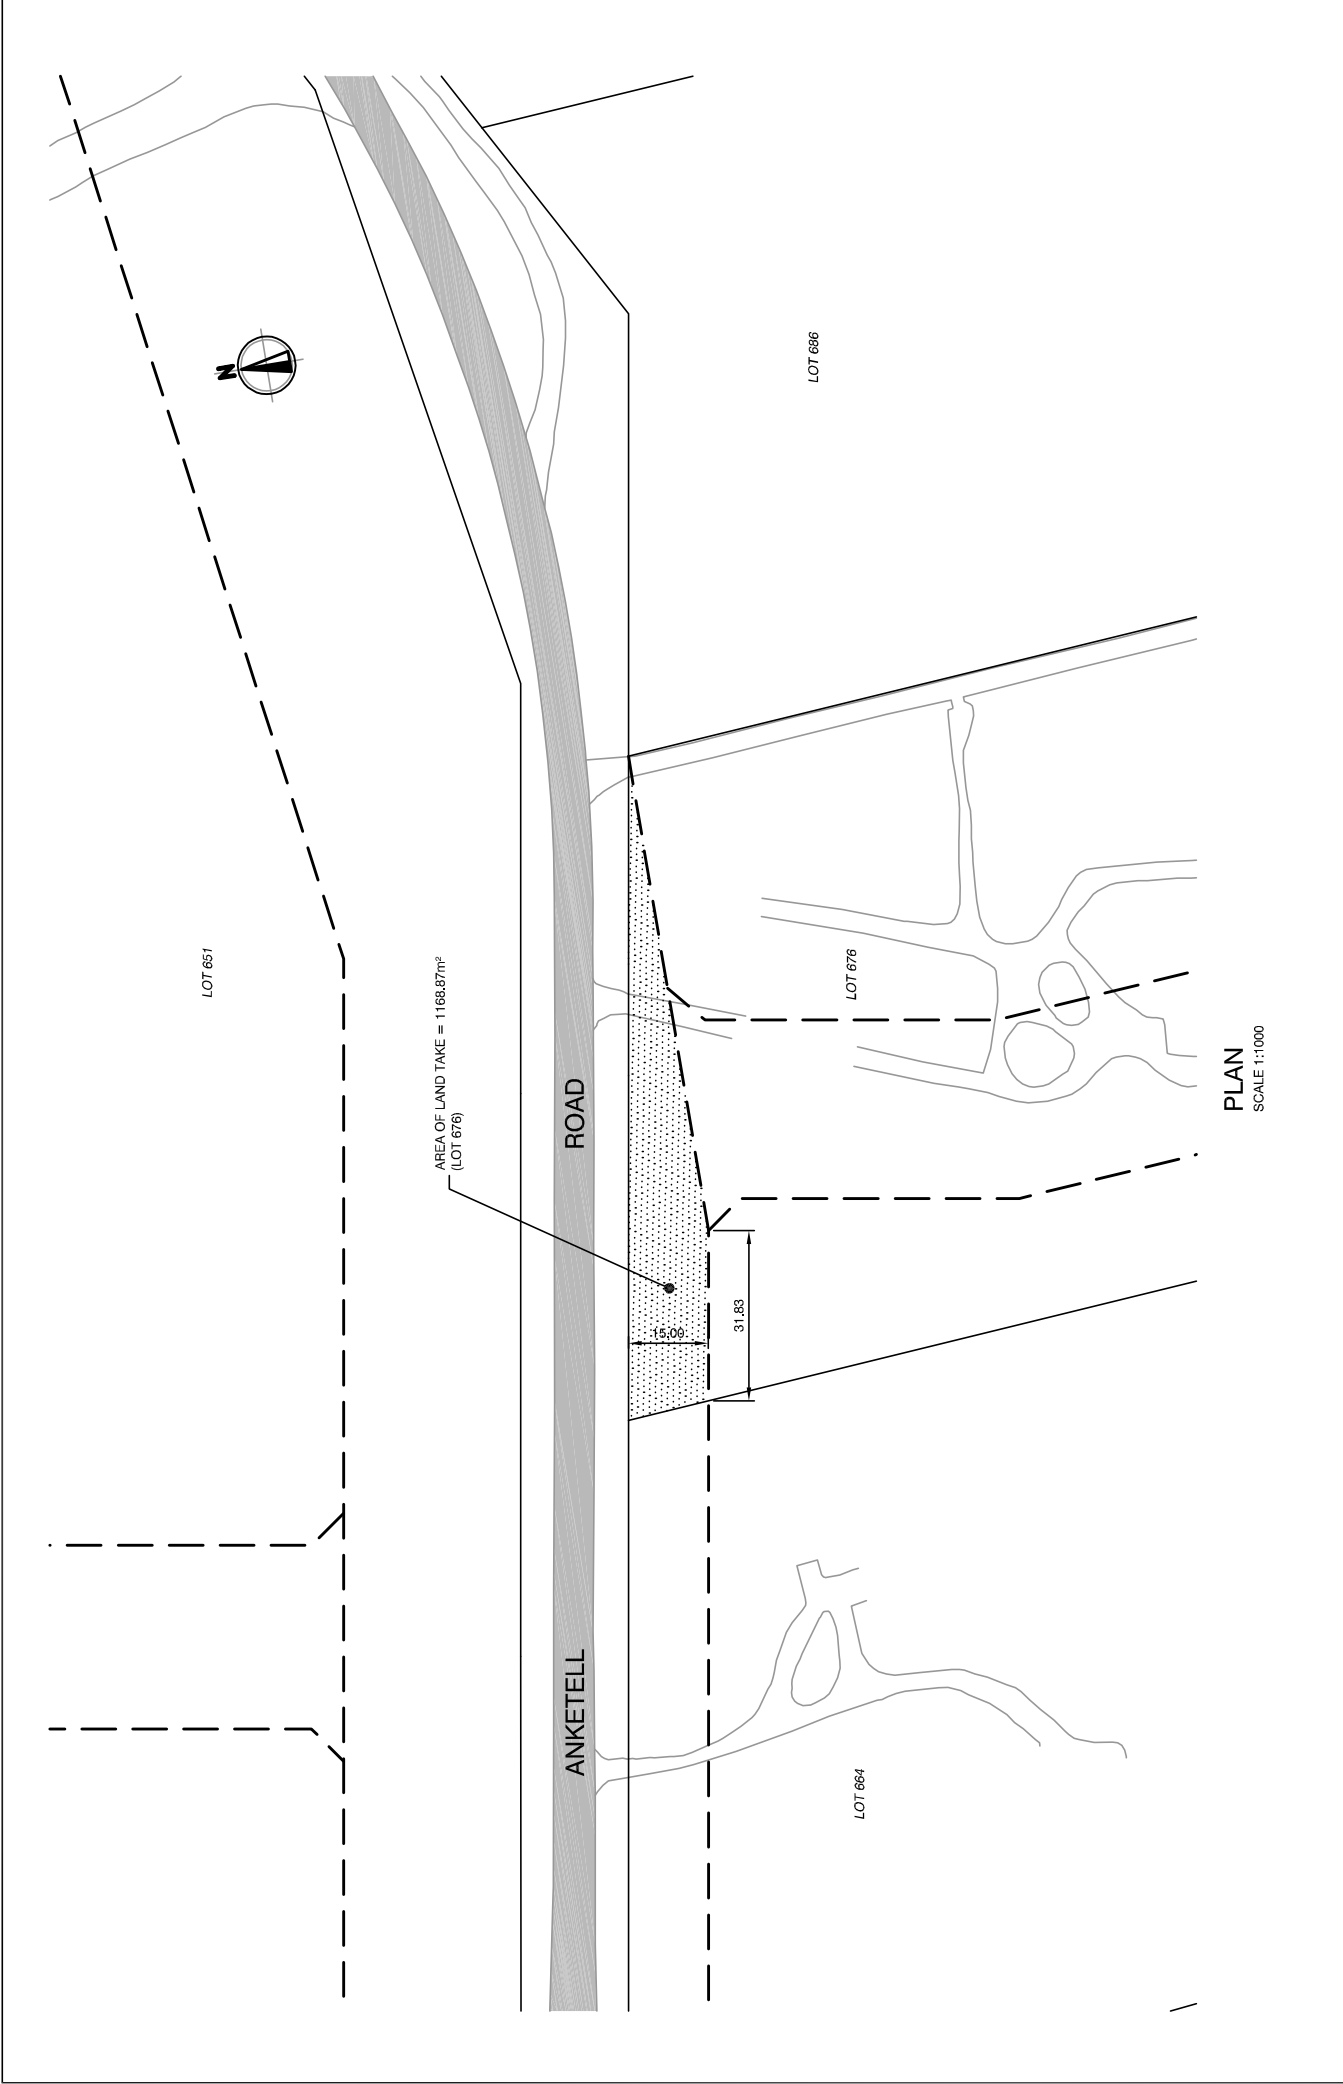 N
LOT 651
AREA OF LAND TAKE = 1168.87m²
(LOT 676)
ANKETELL ROAD
15.00
31.83
LOT 686
LOT 676
LOT 664
PLAN
SCALE 1:1000